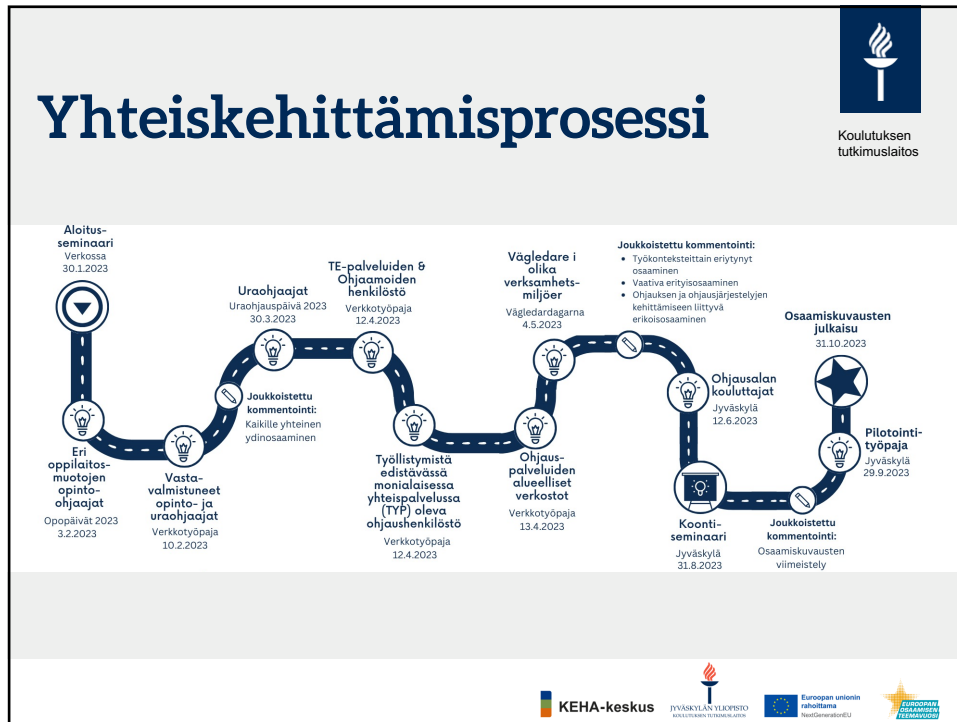 Yhteiskehittämisprosessi
Koulutuksen
tutkimuslaitos
Aloitus-
seminaari
Verkossa
30.1.2023
Eri
oppilaitos-
muotojen
opinto-
ohjaajat
Opopäivät 2023
3.2.2023
Vasta-
valmistuneet
opinto- ja
uraohjaajat
Verkkotyöpaja
10.2.2023
Joukkoistettu
kommentointi:
Kaikille yhteinen
ydinosaaminen
Uraohjaajat
Uraohjauspäivä 2023
30.3.2023
TE-palveluiden &
Ohjaamoiden
henkilöstö
Verkkotyöpaja
12.4.2023
Työllistymistä
edistävässä
monialaisessa
yhteispalvelussa
(TYP) oleva
ohjaushenkilöstö
Verkkotyöpaja
12.4.2023
Ohjaus-
palveluiden
alueelliset
verkostot
Verkkotyöpaja
13.4.2023
Vägledare i
olika
verksamhets-
miljöer
Vägledardagarna
4.5.2023
Joukkoistettu kommentointi:
• Työkonteksteittain eriytynyt
osaaminen
• Vaativa erityisosaaminen
• Ohjauksen ja ohjausjärjestelyjen
kehittämiseen liittyvä
erikoisosaaminen
Ohjausalan
kouluttajat
Jyväskylä
12.6.2023
Koonti-
seminaari
Jyväskylä
31.8.2023
Joukkoistettu
kommentointi:
Osaamiskuvausten
viimeistely
Pilotointi-
työpaja
Jyväskylä
29.9.2023
Osaamiskuvausten
julkaisu
31.10.2023
KEHA-keskus
JYVÄSKYLÄN YLIOPISTO
KOULUTUKSEN TUTKIMUSLAITOS
Euroopan unionin
rahoittama
NextGenerationEU
EUROOPAN
OSAAMISEN
TEEMAVUOSI